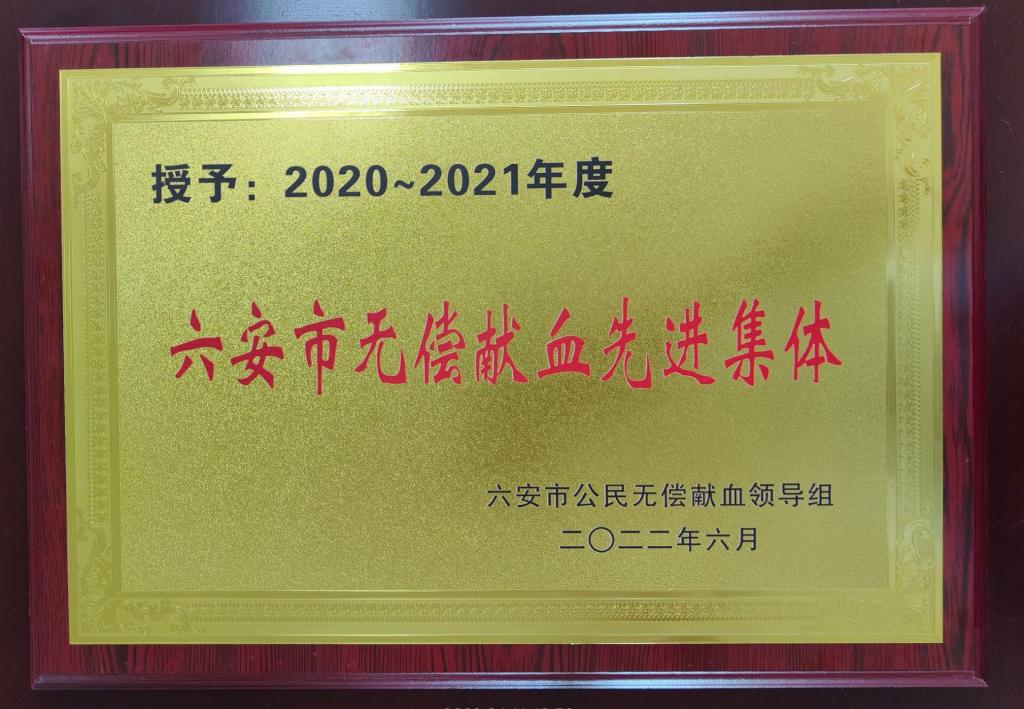 授予：2020~2021年度
六安市无偿献血先进集体
六安市公民无偿献血领导组
二〇二二年六月